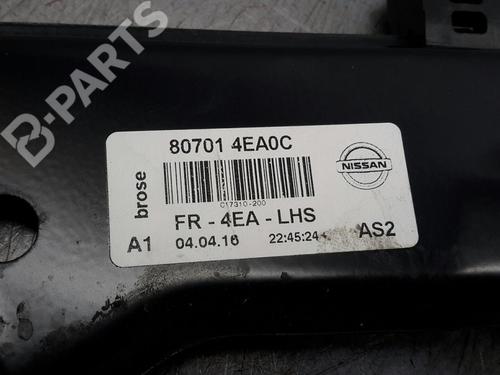 B-PARTS
80701 4EA0C
brose
NISSAN
C17310-200
FR - 4EA - LHS
A1 04.04.16 22:45:24 AS2